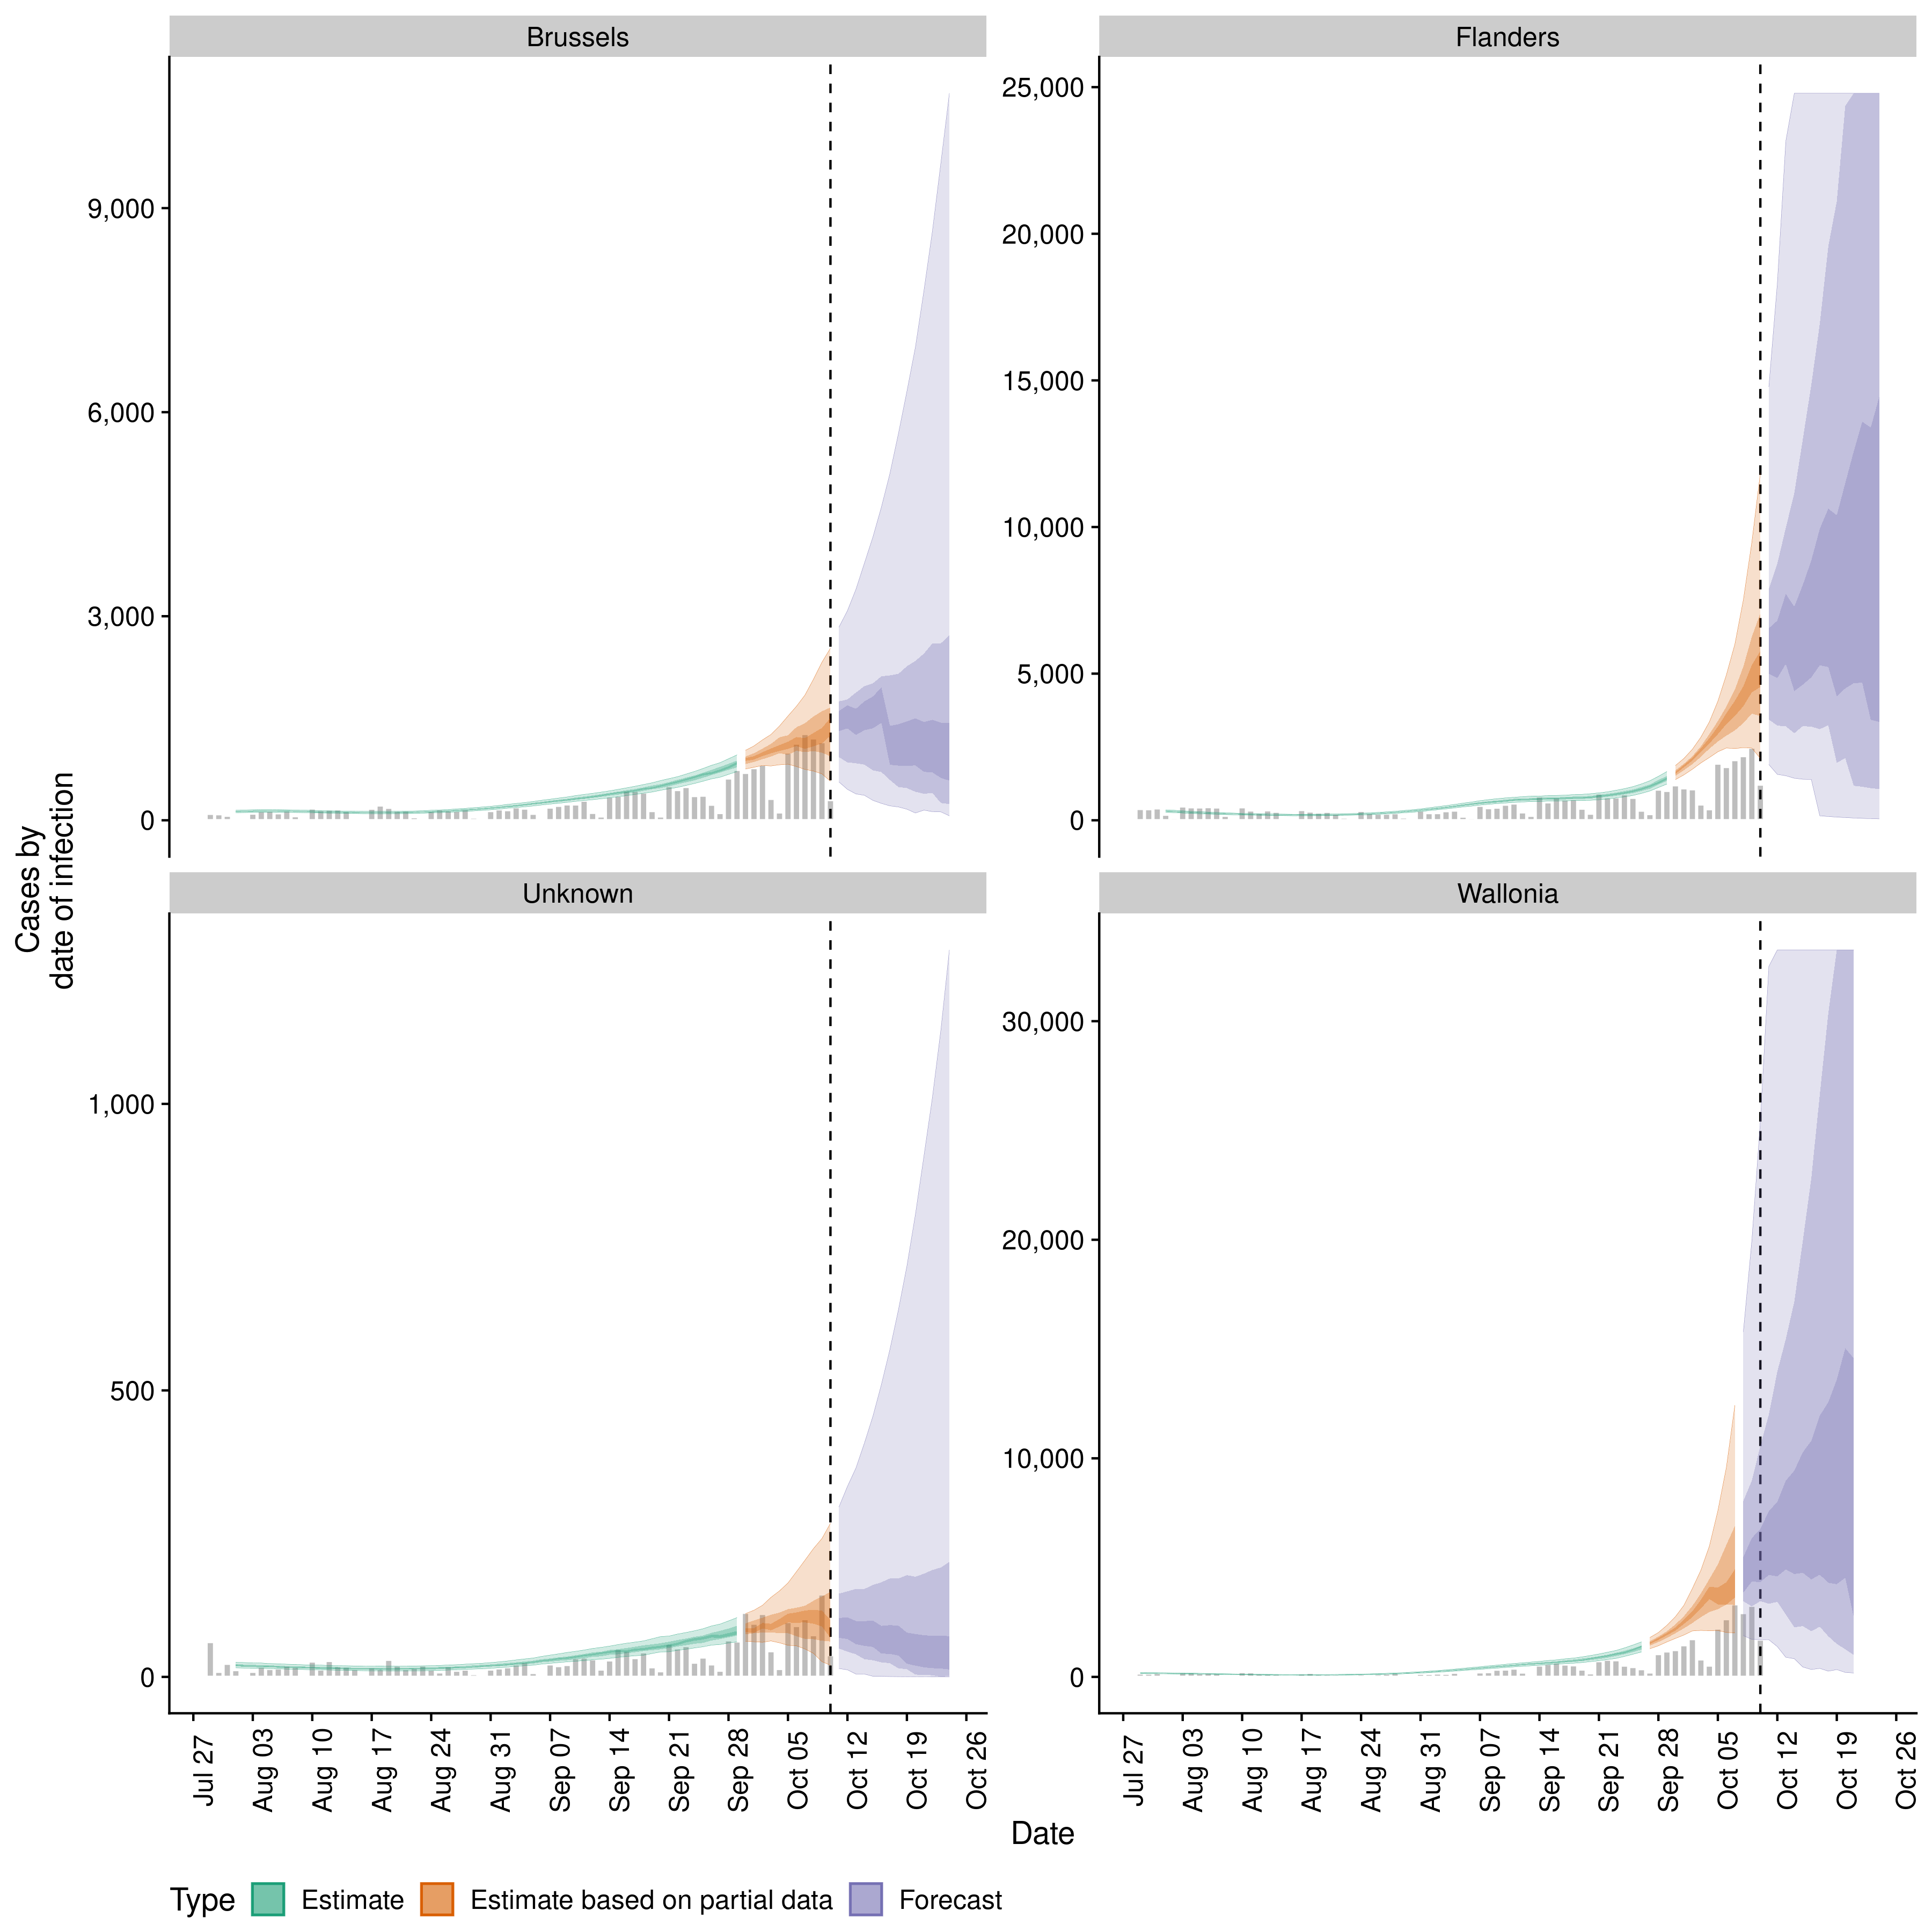 Brussels
Flanders
9,000
6,000
3,000
0
25,000
20,000
15,000
10,000
5,000
0
Cases by
date of infection
Unknown
Wallonia
1,000
500
0
30,000
20,000
10,000
0
Jul 27
Aug 03
Aug 10
Aug 17
Aug 24
Aug 31
Sep 07
Sep 14
Sep 21
Sep 28
Oct 05
Oct 12
Oct 19
Oct 26
Jul 27
Aug 03
Aug 10
Aug 17
Aug 24
Aug 31
Sep 07
Sep 14
Sep 21
Sep 28
Oct 05
Oct 12
Oct 19
Oct 26
Date
Type Estimate Estimate based on partial data Forecast